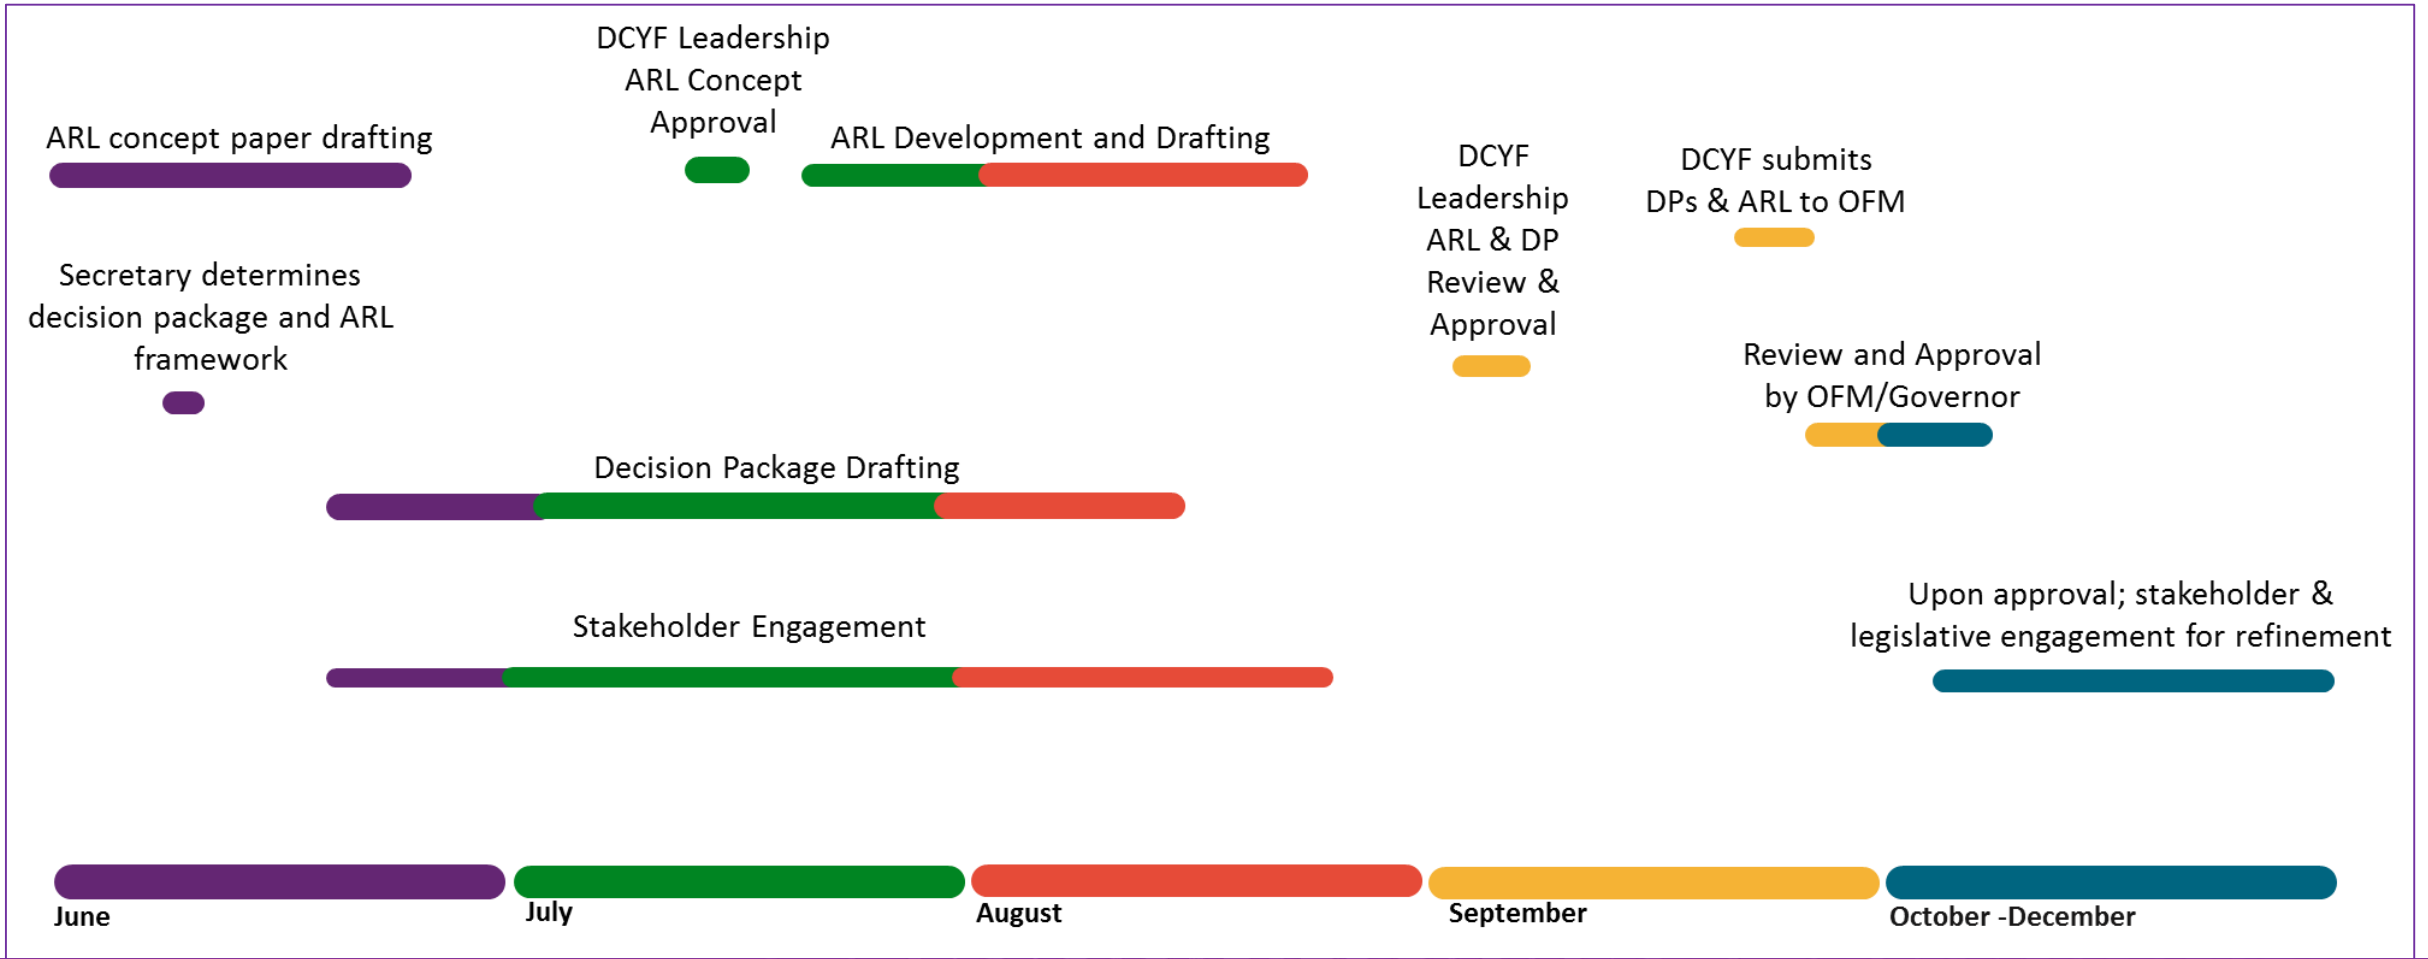 DCYF Leadership
ARL Concept
Approval
ARL concept paper drafting
ARL Development and Drafting
DCYF
Leadership
ARL & DP
Review &
Approval
DCYF submits
DPs & ARL to OFM
Secretary determines
decision package and ARL
framework
Review and Approval
by OFM/Governor
Decision Package Drafting
Stakeholder Engagement
Upon approval; stakeholder &
legislative engagement for refinement
June
July
August
September
October -December